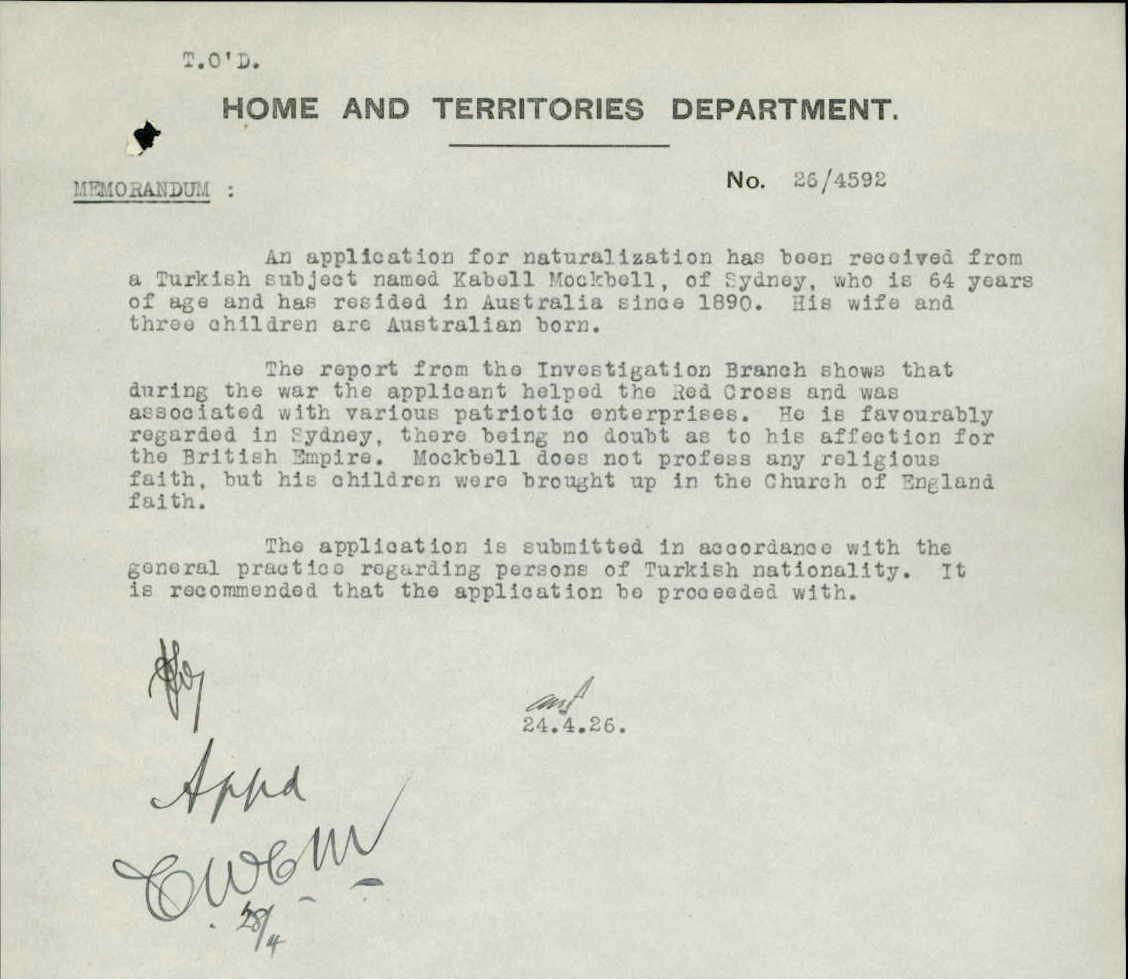 T.O'D.
HOME AND TERRITORIES DEPARTMENT.
MEMORANDUM :
No. 26/4592
An application for naturalization has been received from
a Turkish subject named Kabell Mockbell, of Sydney, who is 64 years
of age and has resided in Australia since 1890. His wife and
three children are Australian born.
The report from the Investigation Branch shows that
during the war the applicant helped the Red Cross and was
associated with various patriotic enterprises. He is favourably
regarded in Sydney, there being no doubt as to his affection for
the British Empire. Mockbell does not profess any religious
faith, but his children were brought up in the Church of England
faith.
The application is submitted in accordance with the
general practice regarding persons of Turkish nationality. It
is recommended that the application be proceeded with.
24.4.26.
Appd
28/4